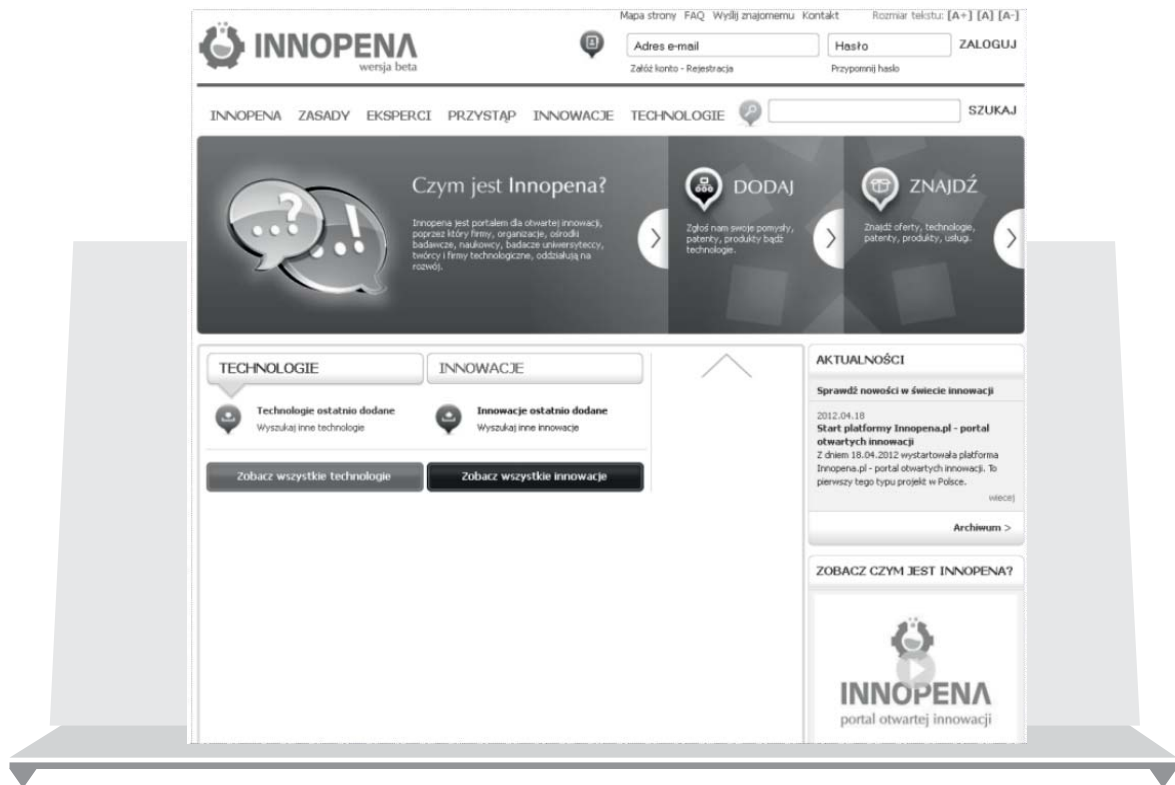 Mapa strony FAQ Wyślij znajomemu Kontakt Rozmiar tekstu: [A+] [A] [A-]
INNOPENA
wersja beta
Adres e-mail Hasło ZALOGUJ
Załóż konto - Rejestracja Przypomnij hasło
INNOPENA ZASADY EKSPERCI PRZYSTĄP INNOWACJE TECHNOLOGIE SZUKAJ
Czym jest Innopena?
Innopena jest portalem dla otwartej innowacji,
poprzez który firmy, organizacje, ośrodki
badawcze, naukowcy, badacze uniwersyteccy,
twórcy i firmy technologiczne, oddziałują na
rozwój.
DODAJ
Zgłoś nam swoje pomysły,
patenty, produkty bądź
technologie.
ZNAJDŹ
Znajdź oferty, technologie,
patenty, produkty, usługi.
TECHNOLOGIE
Technologie ostatnio dodane
Wyszukaj inne technologie
Zobacz wszystkie technologie
INNOWACJE
Innowacje ostatnio dodane
Wyszukaj inne innowacje
Zobacz wszystkie innowacje
AKTUALNOŚCI
Sprawdź nowości w świecie innowacji
2012.04.18
Start platformy Innopena.pl - portal
otwartych innowacji
Z dniem 18.04.2012 wystartowała platforma
Innopena.pl - portal otwartych innowacji. To
pierwszy tego typu projekt w Polsce.
więcej
Archiwum >
ZOBACZ CZYM JEST INNOPENA?
INNOPENA
portal otwartej innowacji